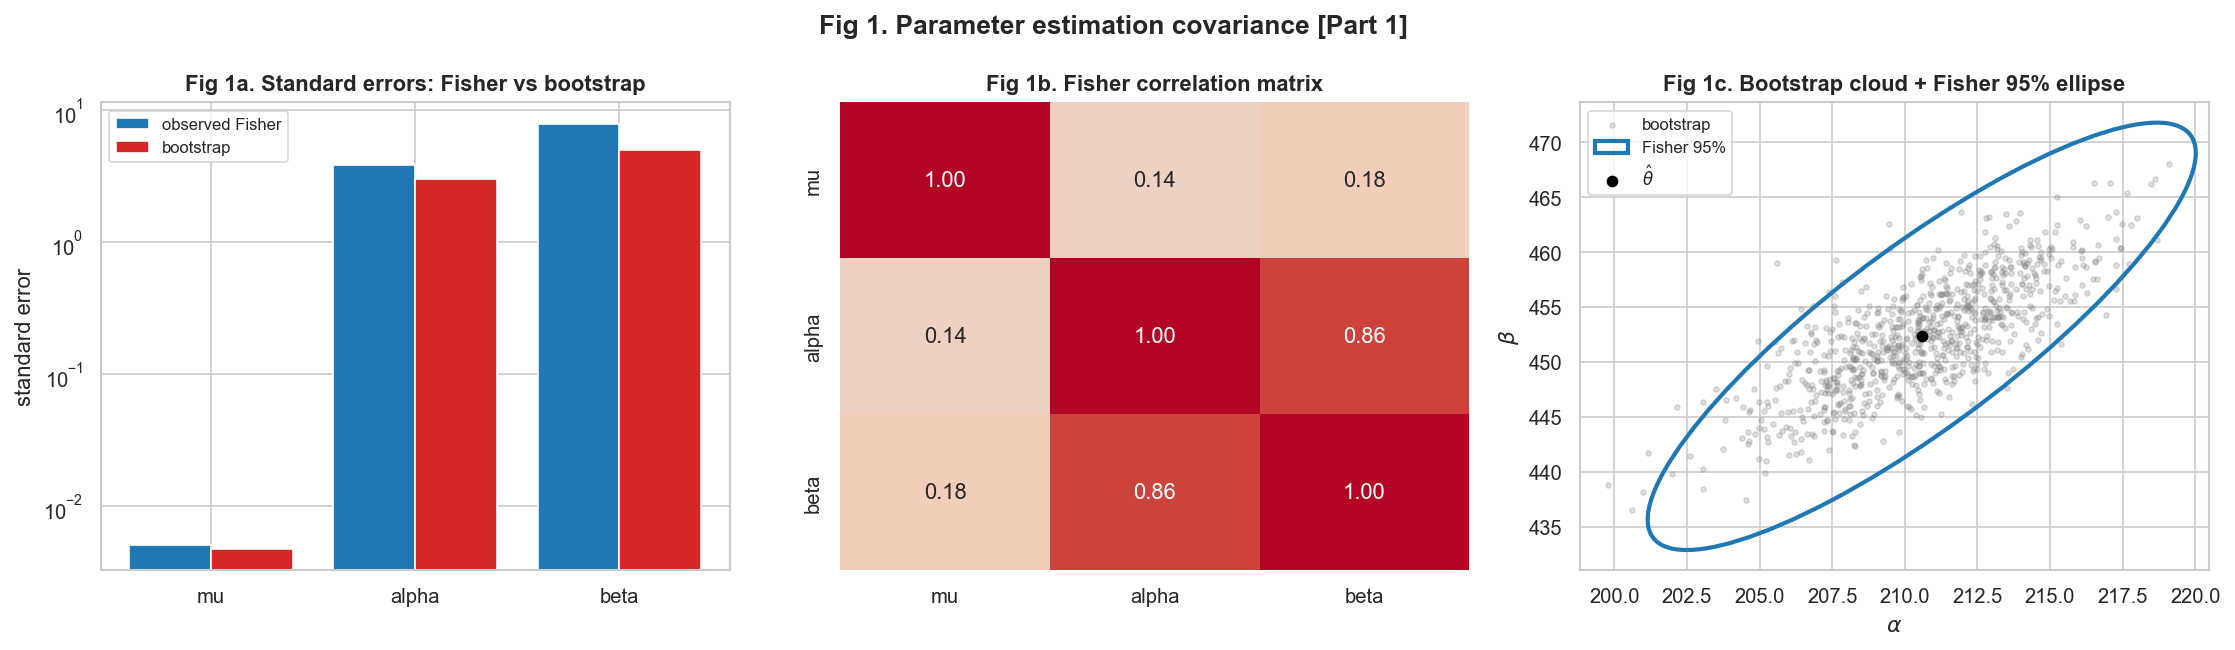 Fig 1. Parameter estimation covariance [Part 1]
Fig 1a. Standard errors: Fisher vs bootstrap
observed Fisher
bootstrap
standard error
10¹
10⁰
10⁻¹
10⁻²
mu
alpha
beta
Fig 1b. Fisher correlation matrix
mu
alpha
beta
1.00
0.14
0.18
0.14
1.00
0.86
0.18
0.86
1.00
mu
alpha
beta
Fig 1c. Bootstrap cloud + Fisher 95% ellipse
bootstrap
Fisher 95%
θ̂
β
470
465
460
455
450
445
440
435
200.0
202.5
205.0
207.5
210.0
212.5
215.0
217.5
220.0
α